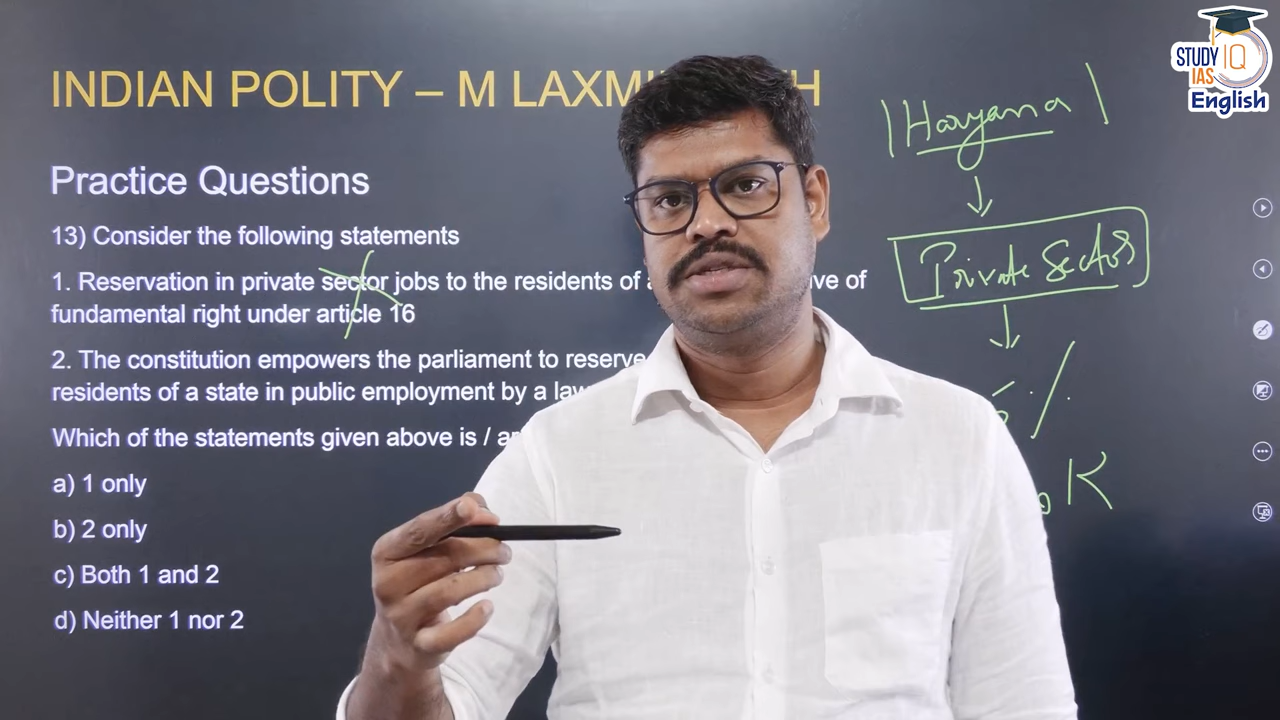 INDIAN POLITY – M LAXMI H
Practice Questions
13) Consider the following statements
1. Reservation in private sector jobs to the residents of of
fundamental right under article 16
2. The constitution empowers the parliament to reserve
residents of a state in public employment by a law
Which of the statements given above is /
a) 1 only
b) 2 only
c) Both 1 and 2
d) Neither 1 nor 2
Haryana
Private Sector
%
K
STUDY IQ
IAS
English